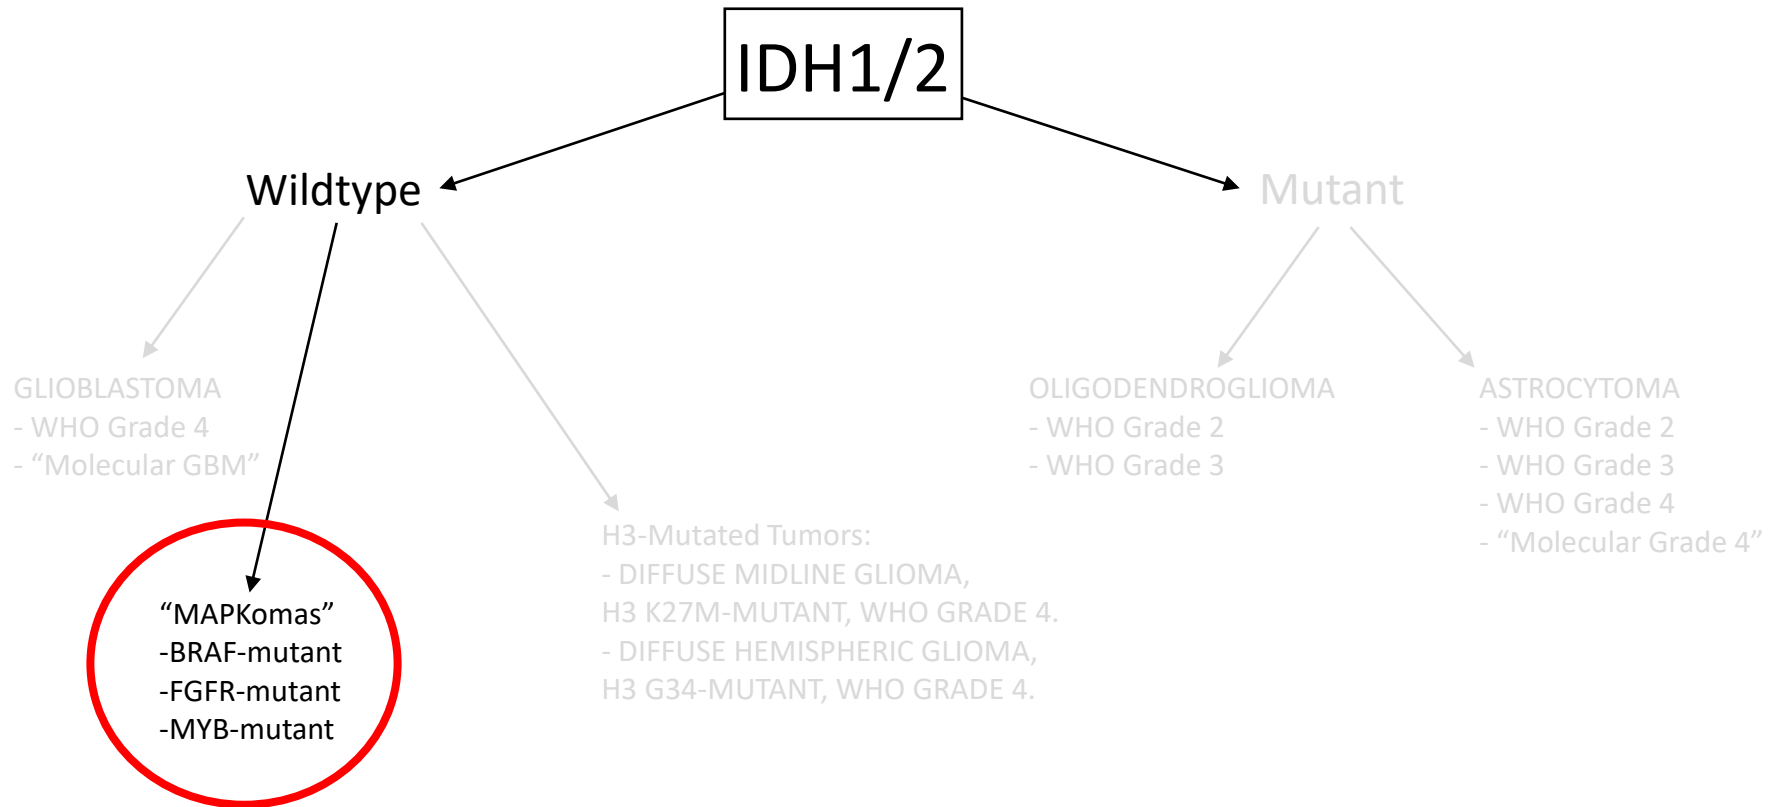 IDH1/2
Wildtype
Mutant
GLIOBLASTOMA
- WHO Grade 4
- “Molecular GBM”
“MAPKomas”
-BRAF-mutant
-FGFR-mutant
-MYB-mutant
H3-Mutated Tumors:
- DIFFUSE MIDLINE GLIOMA,
H3 K27M-MUTANT, WHO GRADE 4.
- DIFFUSE HEMISPHERIC GLIOMA,
H3 G34-MUTANT, WHO GRADE 4.
OLIGODENDROGLIOMA
- WHO Grade 2
- WHO Grade 3
ASTROCYTOMA
- WHO Grade 2
- WHO Grade 3
- WHO Grade 4
- “Molecular Grade 4”